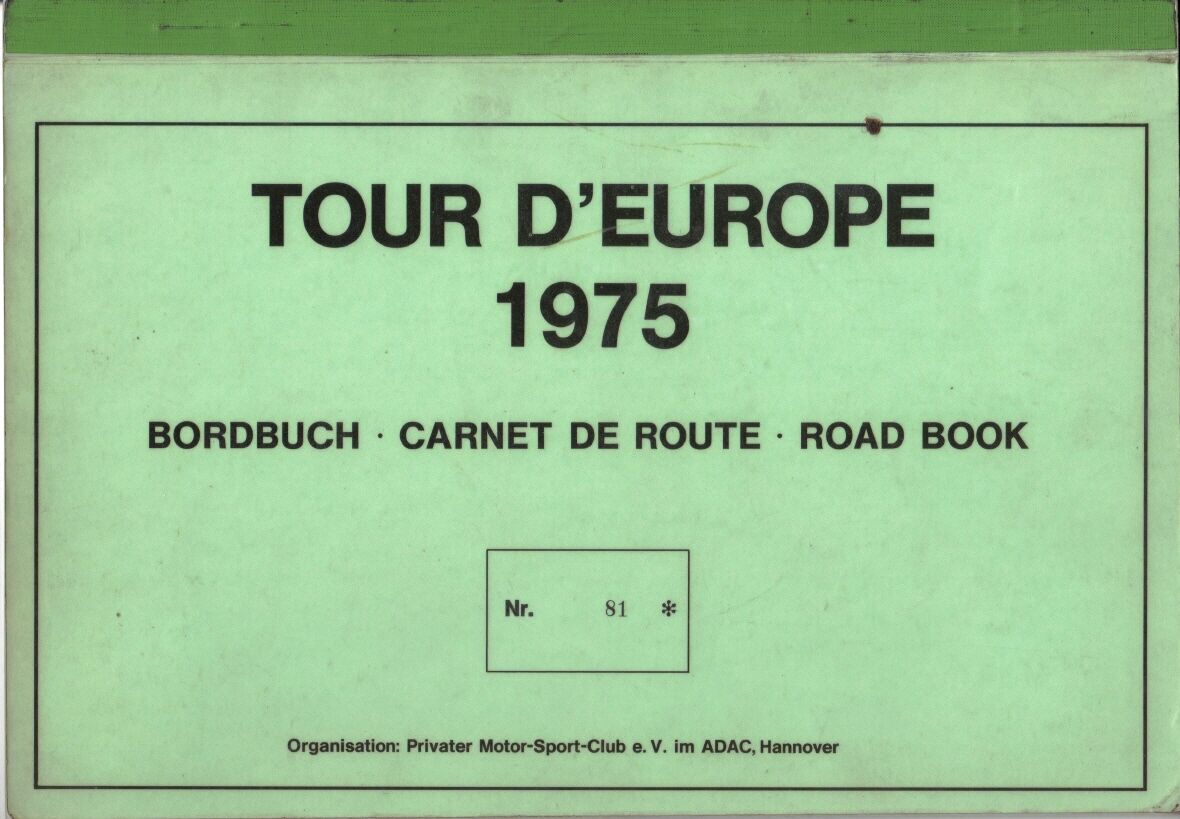 TOUR D’EUROPE
1975
BORDBUCH · CARNET DE ROUTE · ROAD BOOK
Nr. 81 *
Organisation: Privater Motor-Sport-Club e. V. im ADAC, Hannover